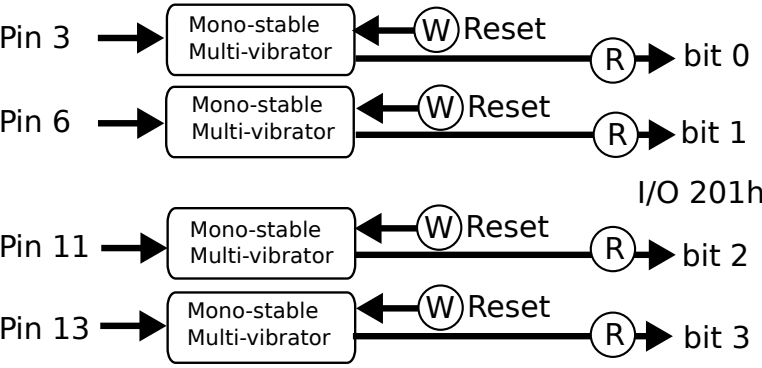 Pin 3
Mono-stable
Multi-vibrator
W Reset
R
bit 0
Pin 6
Mono-stable
Multi-vibrator
W Reset
R
bit 1
I/O 201h
Pin 11
Mono-stable
Multi-vibrator
W Reset
R
bit 2
Pin 13
Mono-stable
Multi-vibrator
W Reset
R
bit 3